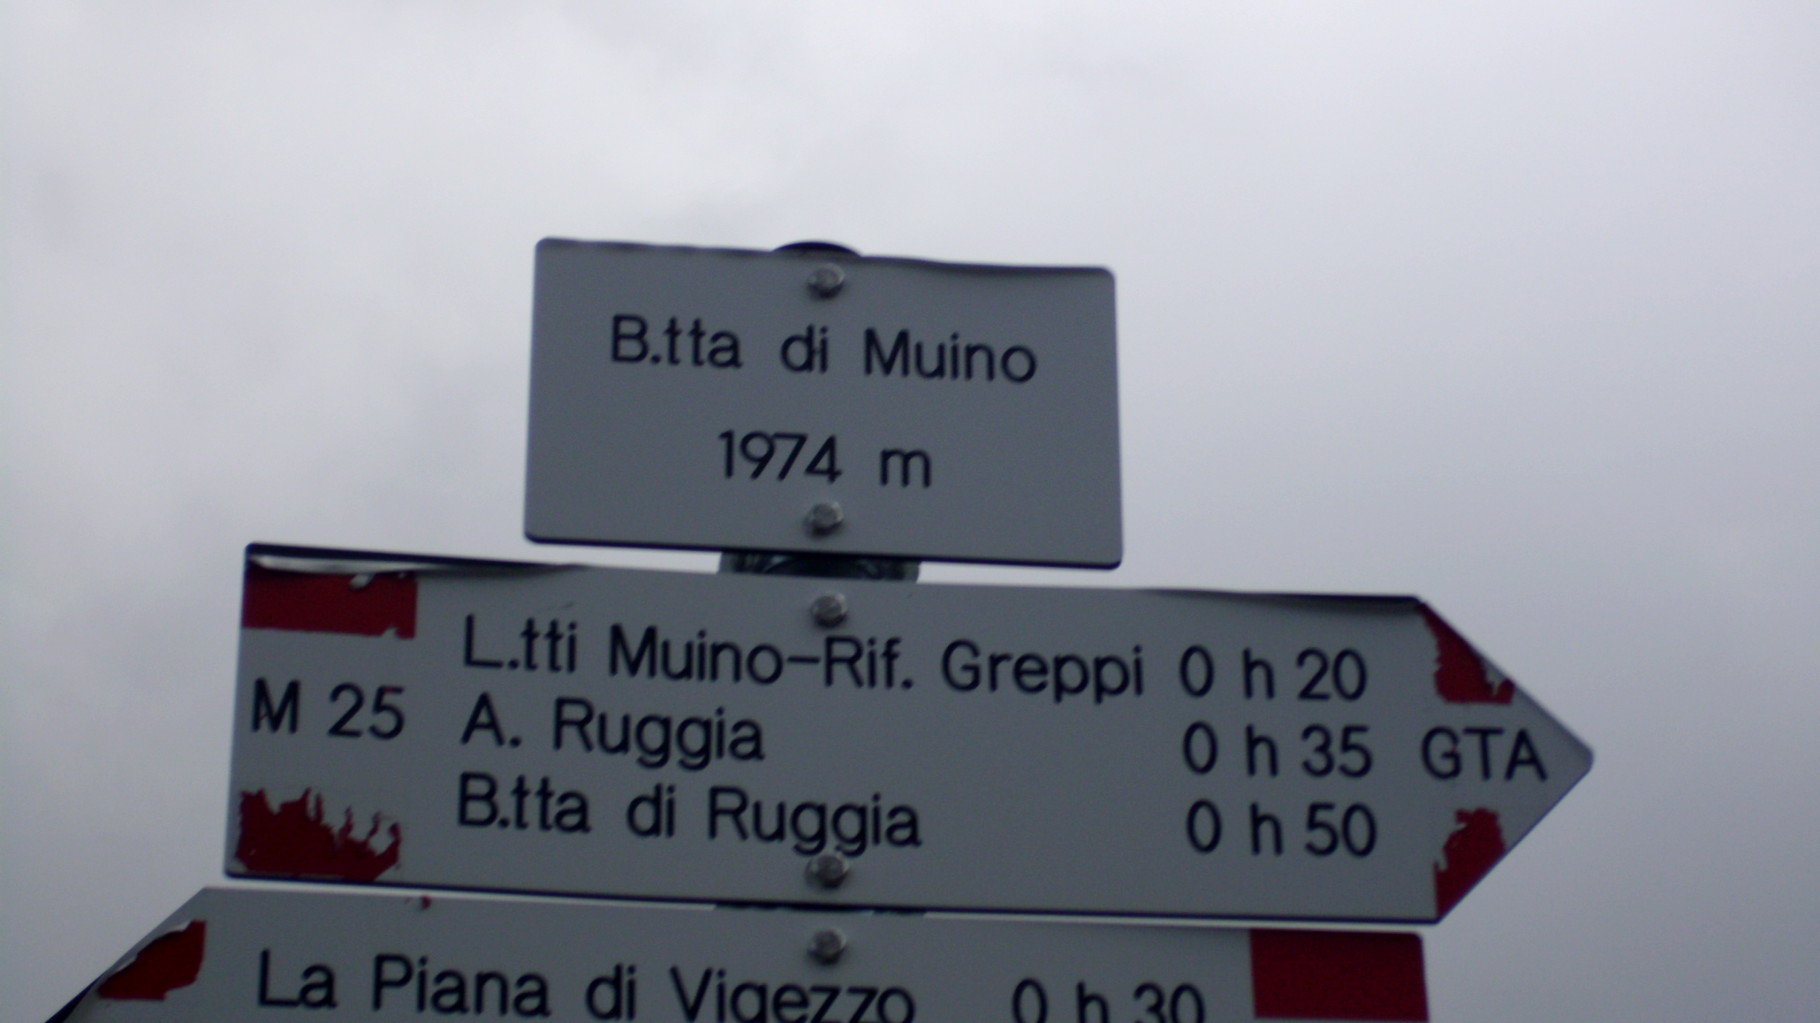 B.tta di Muino
1974 m
L.tti Muino-Rif. Greppi 0 h 20
M 25 A. Ruggia 0 h 35 GTA
B.tta di Ruggia 0 h 50
La Piana di Vigezzo 0 h 30